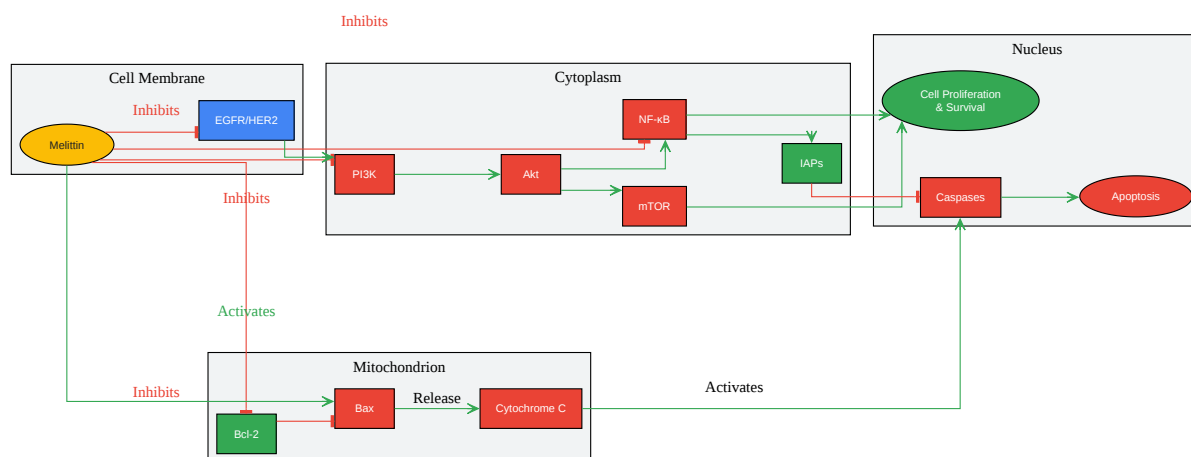 Inhibits
Nucleus
Cell Membrane
Cytoplasm
Cell Proliferation
& Survival
Inhibits
EGFR/HER2
NF-κB
Melittin
IAPs
PI3K
Akt
Inhibits
mTOR
Caspases
Apoptosis
Activates
Mitochondrion
Inhibits
Release
Activates
Bax
Cytochrome C
Bcl-2